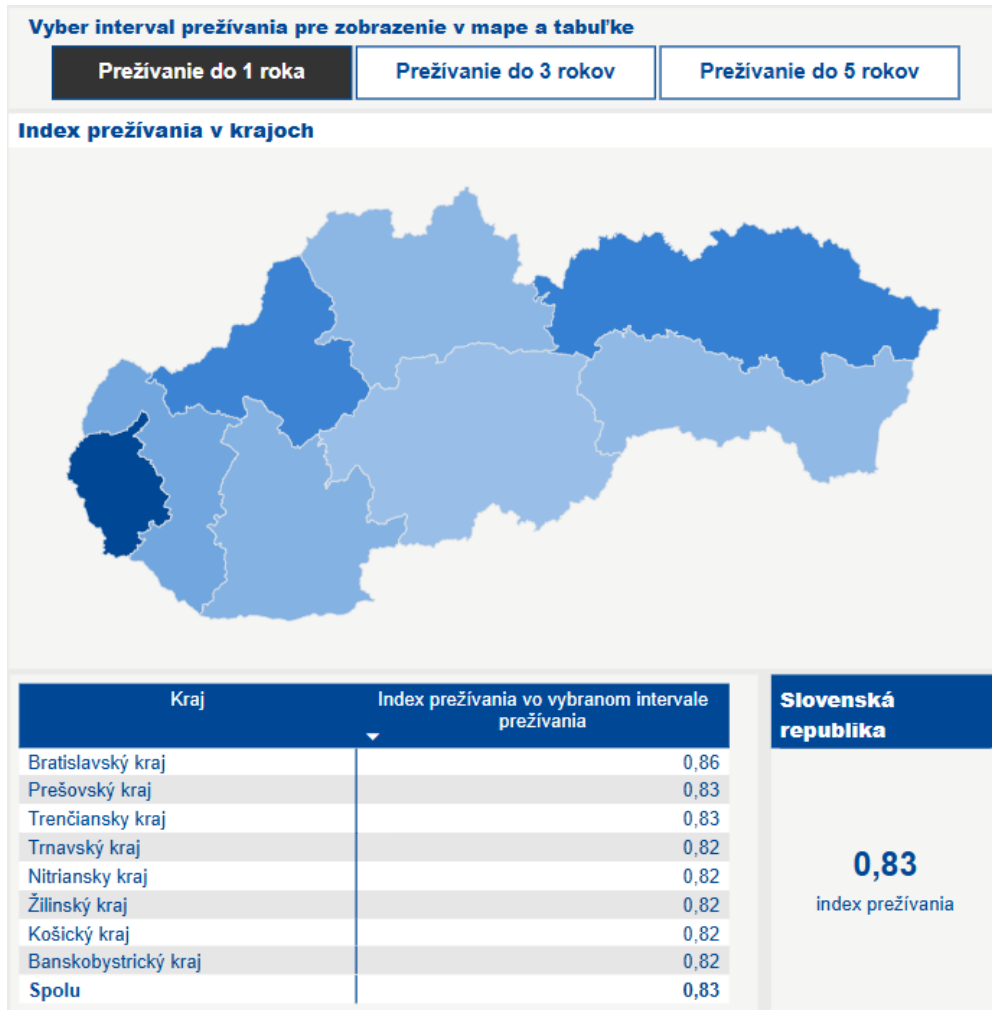 Vyber interval prežívania pre zobrazenie v mape a tabuľke
Prežívanie do 1 roka
Prežívanie do 3 rokov
Prežívanie do 5 rokov
Index prežívania v krajoch
Kraj
Index prežívania vo vybranom intervale
prežívania
Bratislavský kraj 0,86
Prešovský kraj 0,83
Trenčiansky kraj 0,83
Trnavský kraj 0,82
Nitriansky kraj 0,82
Žilinský kraj 0,82
Košický kraj 0,82
Banskobystrický kraj 0,82
Spolu 0,83
Slovenská
republika
0,83
index prežívania